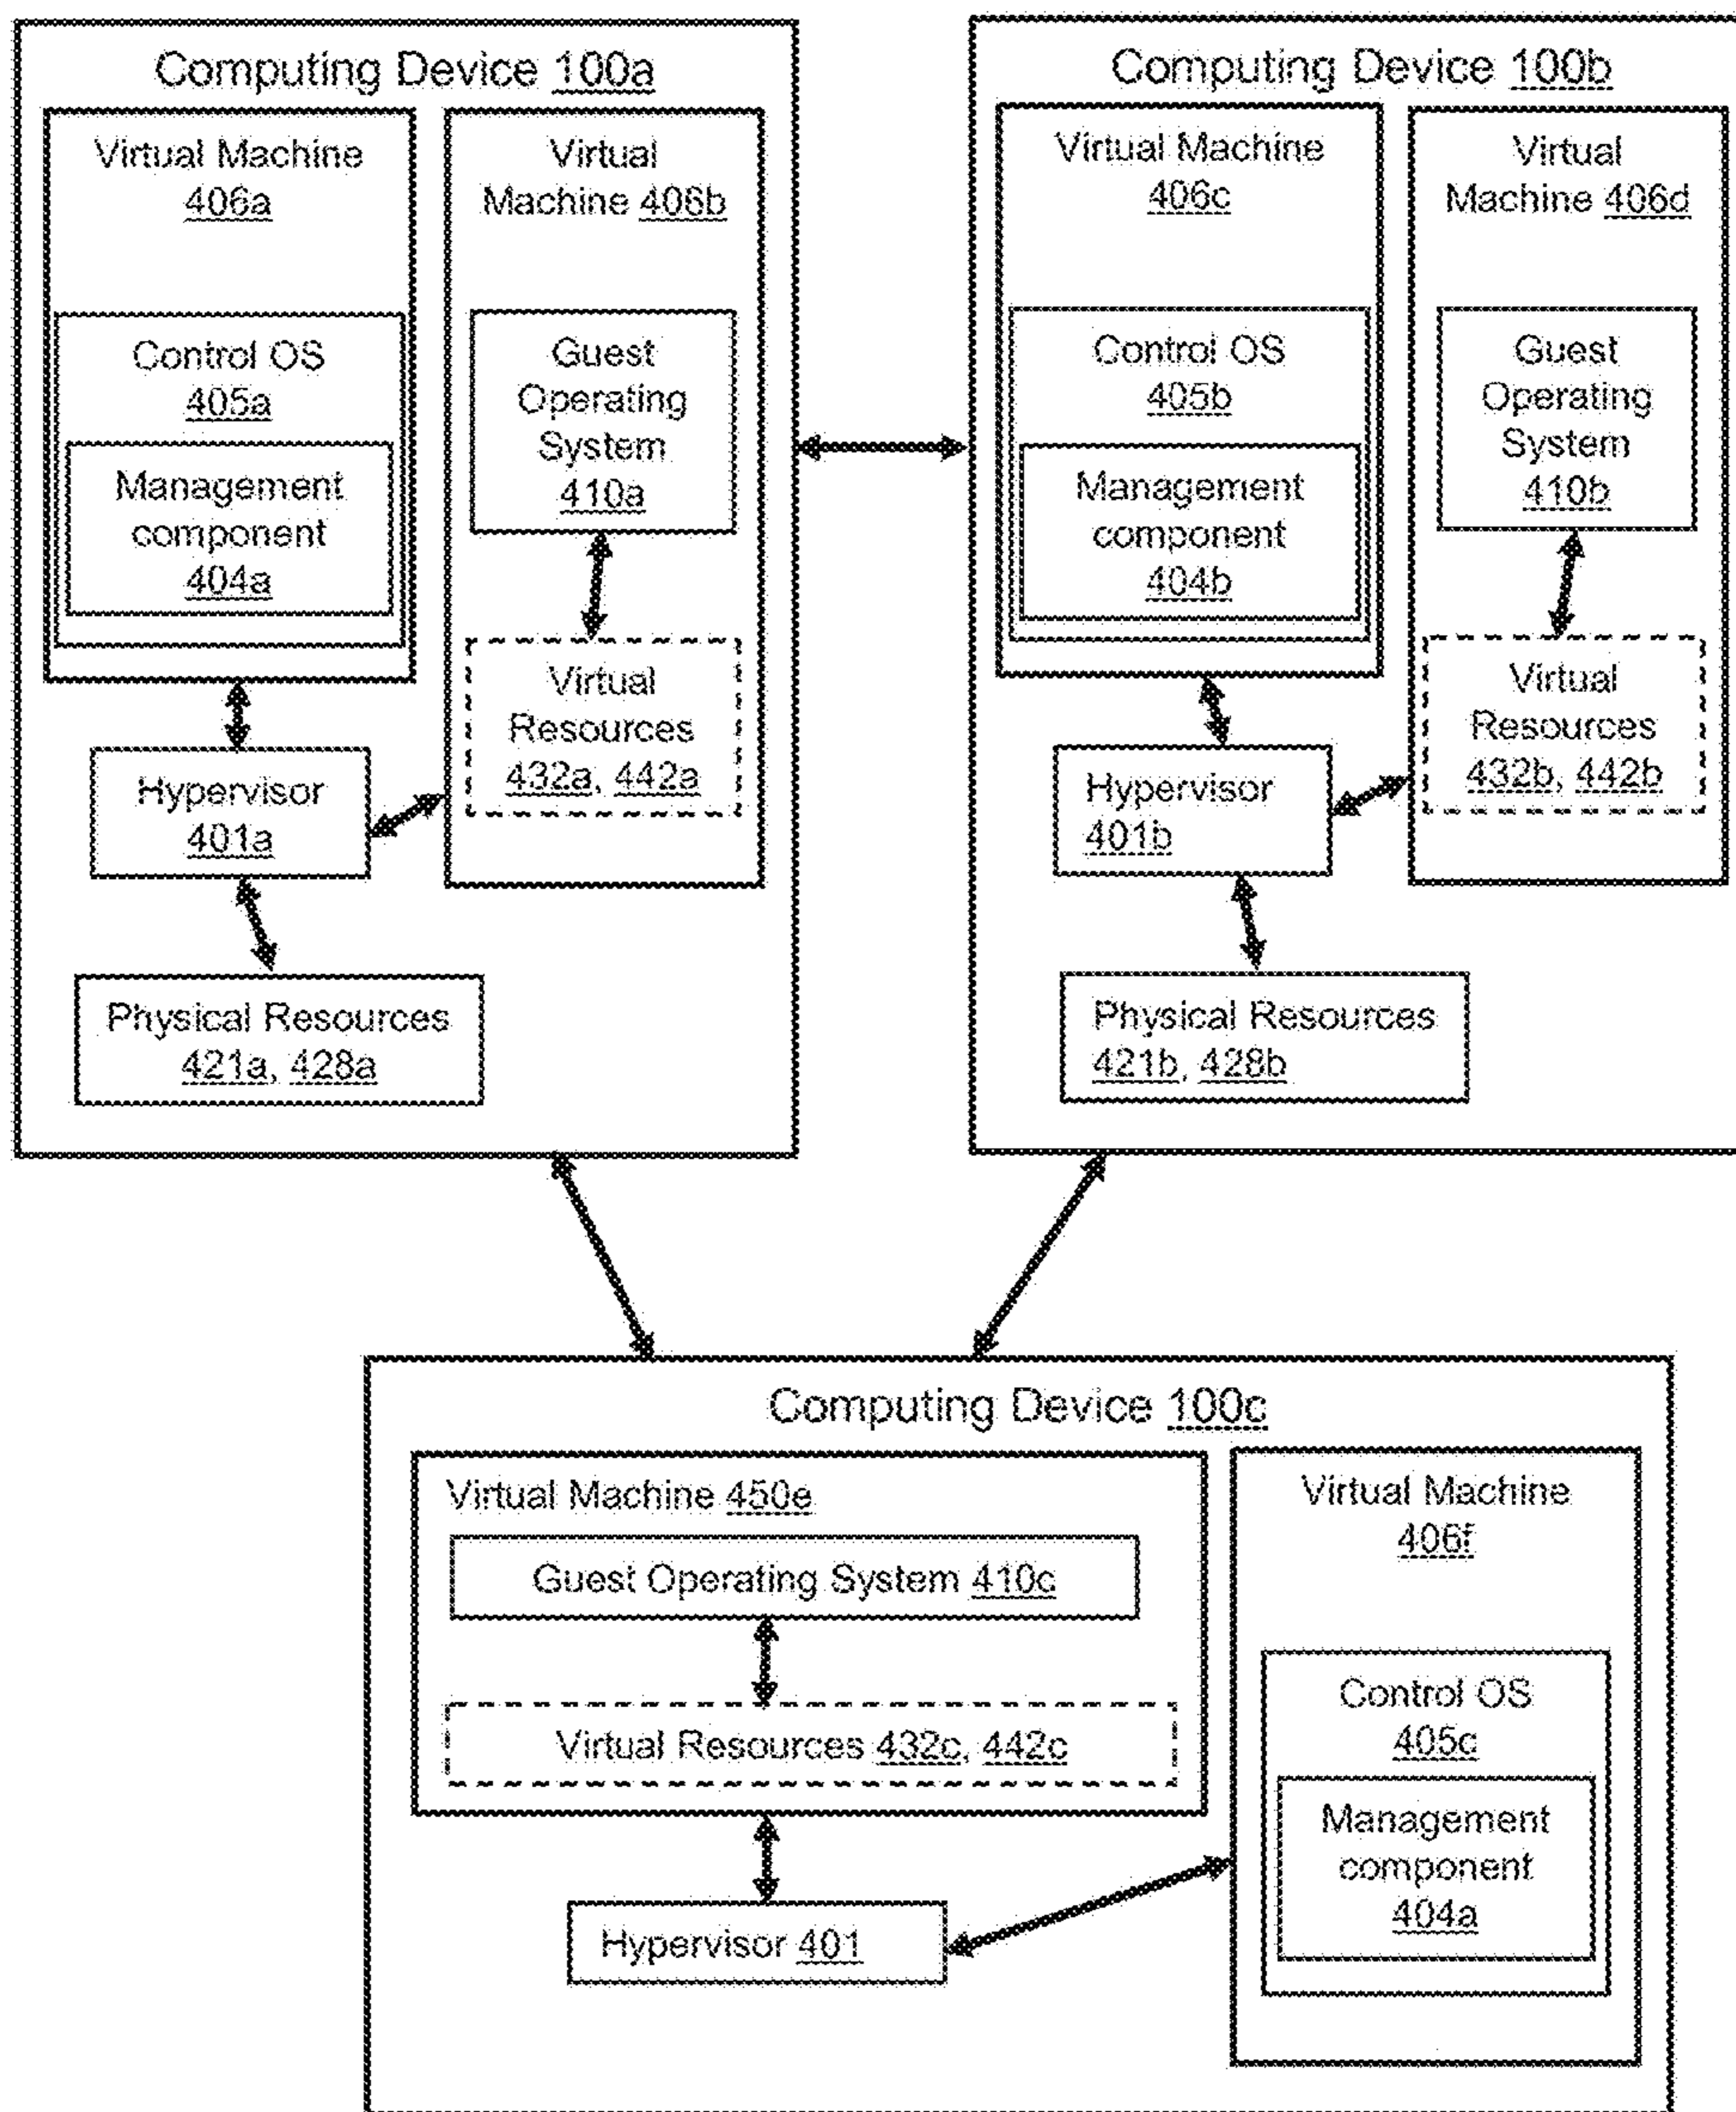 Computing Device 100a
Virtual Machine
406a
Control OS
405a
Management
component
404a
Virtual
Machine 406b
Guest
Operating
System
410a
Virtual
Resources
432a, 442a
Hypervisor
401a
Physical Resources
421a, 428a
Computing Device 100b
Virtual Machine
406c
Control OS
405b
Management
component
404b
Virtual
Machine 406d
Guest
Operating
System
410b
Virtual
Resources
432b, 442b
Hypervisor
401b
Physical Resources
421b, 428b
Computing Device 100c
Virtual Machine 450e
Guest Operating System 410c
Virtual Resources 432c, 442c
Hypervisor 401
Virtual Machine
406f
Control OS
405c
Management
component
404a